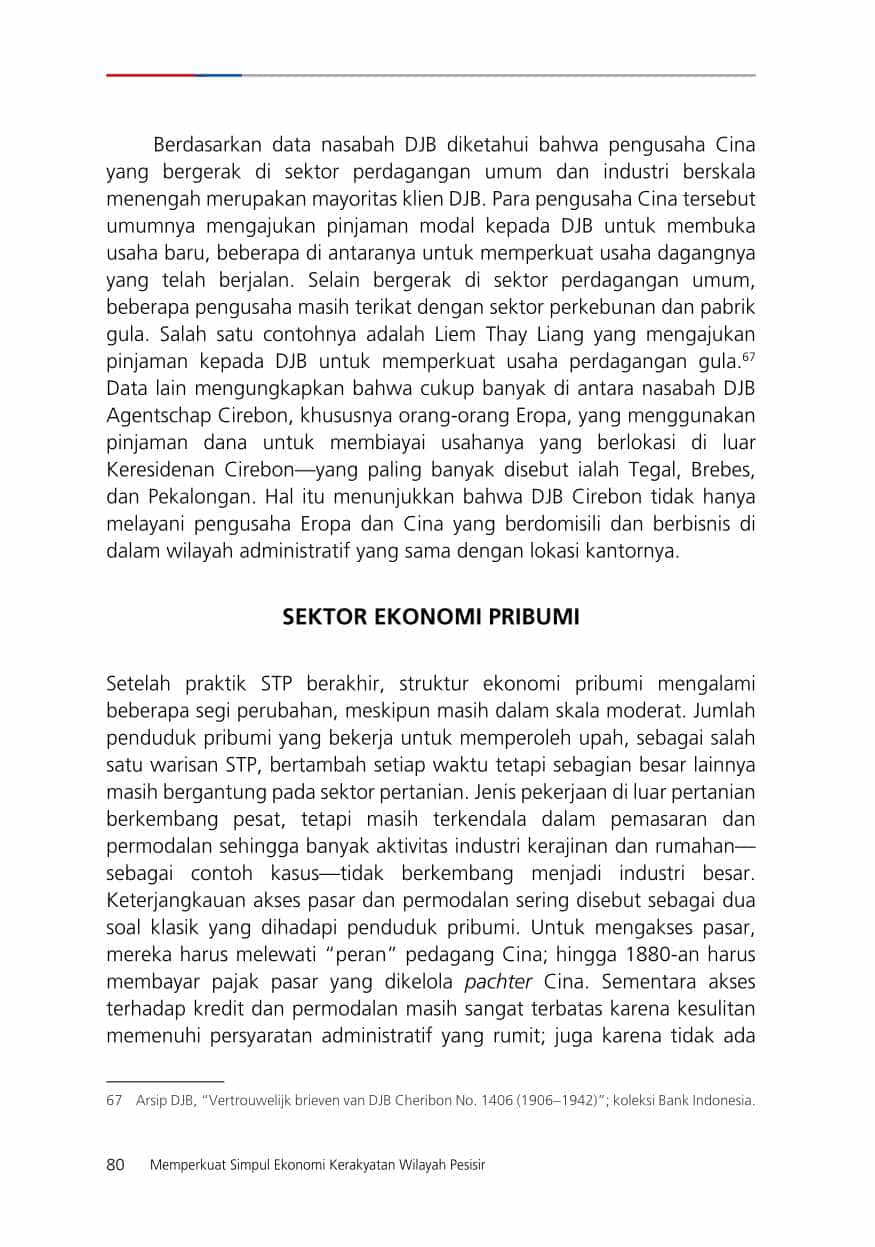 Berdasarkan data nasabah DJB diketahui bahwa pengusaha Cina
yang bergerak di sektor perdagangan umum dan industri berskala
menengah merupakan mayoritas klien DJB. Para pengusaha Cina tersebut
umumnya mengajukan pinjaman modal kepada DJB untuk membuka
usaha baru, beberapa di antaranya untuk memperkuat usaha dagangnya
yang telah berjalan. Selain bergerak di sektor perdagangan umum,
beberapa pengusaha masih terikat dengan sektor perkebunan dan pabrik
gula. Salah satu contohnya adalah Liem Thay Liang yang mengajukan
pinjaman kepada DJB untuk memperkuat usaha perdagangan gula.67
Data lain mengungkapkan bahwa cukup banyak di antara nasabah DJB
Agentschap Cirebon, khususnya orang-orang Eropa, yang menggunakan
pinjaman dana untuk membiayai usahanya yang berlokasi di luar
Keresidenan Cirebon—yang paling banyak disebut ialah Tegal, Brebes,
dan Pekalongan. Hal itu menunjukkan bahwa DJB Cirebon tidak hanya
melayani pengusaha Eropa dan Cina yang berdomisili dan berbisnis di
dalam wilayah administratif yang sama dengan lokasi kantornya.
SEKTOR EKONOMI PRIBUMI
Setelah praktik STP berakhir, struktur ekonomi pribumi mengalami
beberapa segi perubahan, meskipun masih dalam skala moderat. Jumlah
penduduk pribumi yang bekerja untuk memperoleh upah, sebagai salah
satu warisan STP, bertambah setiap waktu tetapi sebagian besar lainnya
masih bergantung pada sektor pertanian. Jenis pekerjaan di luar pertanian
berkembang pesat, tetapi masih terkendala dalam pemasaran dan
permodalan sehingga banyak aktivitas industri kerajinan dan rumahan—
sebagai contoh kasus—tidak berkembang menjadi industri besar.
Keterjangkauan akses pasar dan permodalan sering disebut sebagai dua
soal klasik yang dihadapi penduduk pribumi. Untuk mengakses pasar,
mereka harus melewati “peran” pedagang Cina; hingga 1880-an harus
membayar pajak pasar yang dikelola pachter Cina. Sementara akses
terhadap kredit dan permodalan masih sangat terbatas karena kesulitan
memenuhi persyaratan administratif yang rumit; juga karena tidak ada
67 Arsip DJB, “Vertrouwelijk brieven van DJB Cheribon No. 1406 (1906–1942)”; koleksi Bank Indonesia.
80 Memperkuat Simpul Ekonomi Kerakyatan Wilayah Pesisir